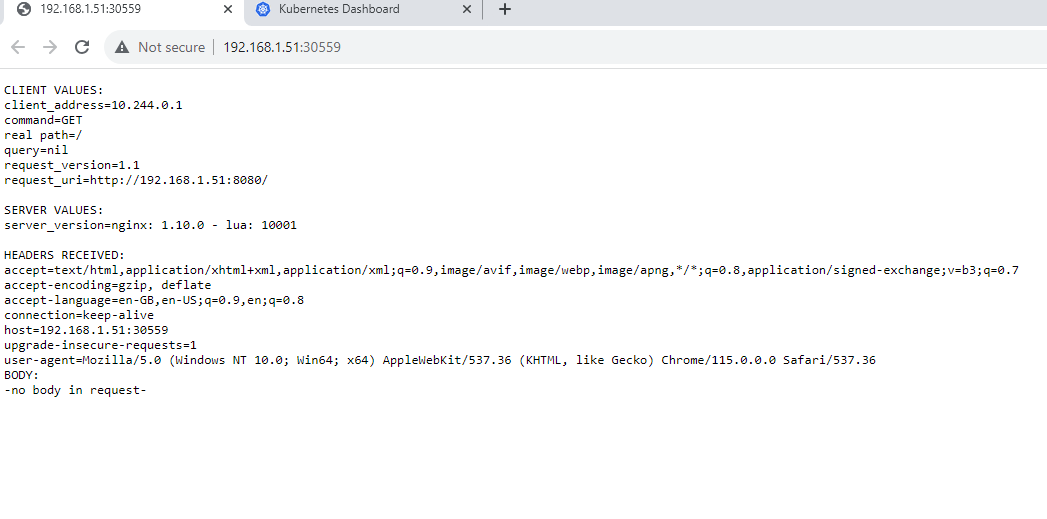 192.168.1.51:30559
Kubernetes Dashboard
Not secure
192.168.1.51:30559
CLIENT VALUES:
client_address=10.244.0.1
command=GET
real path=/
query=nil
request_version=1.1
request_uri=http://192.168.1.51:8080/
SERVER VALUES:
server_version=nginx: 1.10.0 - lua: 10001
HEADERS RECEIVED:
accept=text/html,application/xhtml+xml,application/xml;q=0.9,image/avif,image/webp,image/apng,*/*;q=0.8,application/signed-exchange;v=b3;q=0.7
accept-encoding=gzip, deflate
accept-language=en-GB,en-US;q=0.9,en;q=0.8
connection=keep-alive
host=192.168.1.51:30559
upgrade-insecure-requests=1
user-agent=Mozilla/5.0 (Windows NT 10.0; Win64; x64) AppleWebKit/537.36 (KHTML, like Gecko) Chrome/115.0.0.0 Safari/537.36
BODY:
-no body in request-